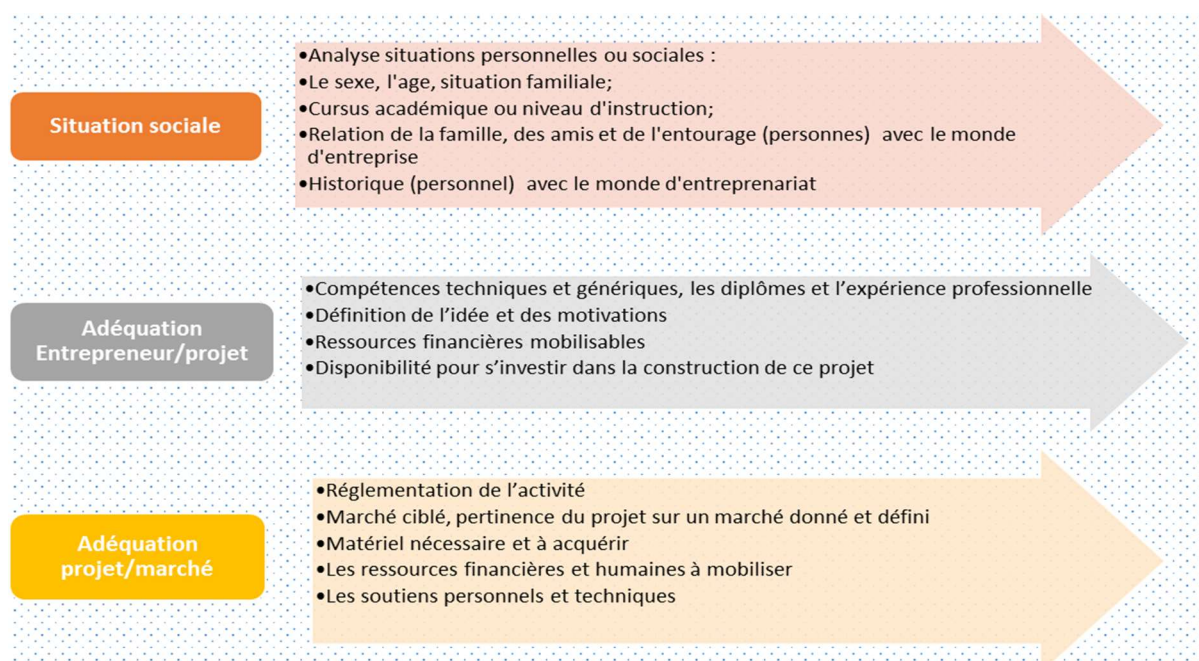 Situation sociale
•Analyse situations personnelles ou sociales :
•Le sexe, l'age, situation familiale;
•Cursus académique ou niveau d'instruction;
•Relation de la famille, des amis et de l'entourage (personnes) avec le monde
d'entreprise
•Historique (personnel) avec le monde d'entreprenariat
Adéquation
Entrepreneur/projet
•Compétences techniques et génériques, les diplômes et l’expérience professionnelle
•Définition de l’idée et des motivations
•Ressources financières mobilisables
•Disponibilité pour s’investir dans la construction de ce projet
Adéquation
projet/marché
•Réglementation de l’activité
•Marché ciblé, pertinence du projet sur un marché donné et défini
•Matériel nécessaire et à acquérir
•Les ressources financières et humaines à mobiliser
•Les soutiens personnels et techniques